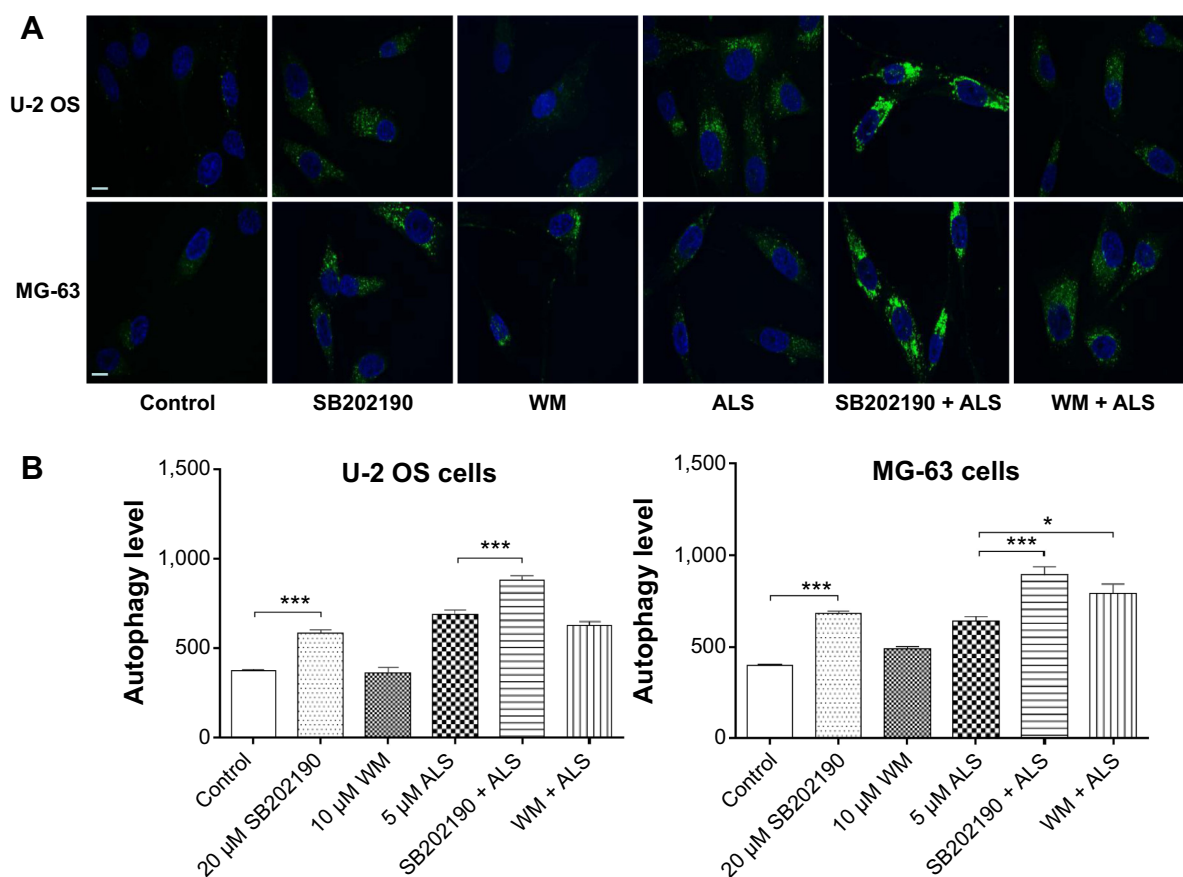 A
U-2 OS
MG-63
Control SB202190 WM ALS SB202190 + ALS WM + ALS
B
U-2 OS cells
Autophagy level
1,500
1,000
500
0
***
***
Control
20 µM SB202190
10 µM WM
5 µM ALS
SB202190 + ALS
WM + ALS
MG-63 cells
Autophagy level
1,500
1,000
500
0
***
***
*
Control
20 µM SB202190
10 µM WM
5 µM ALS
SB202190 + ALS
WM + ALS